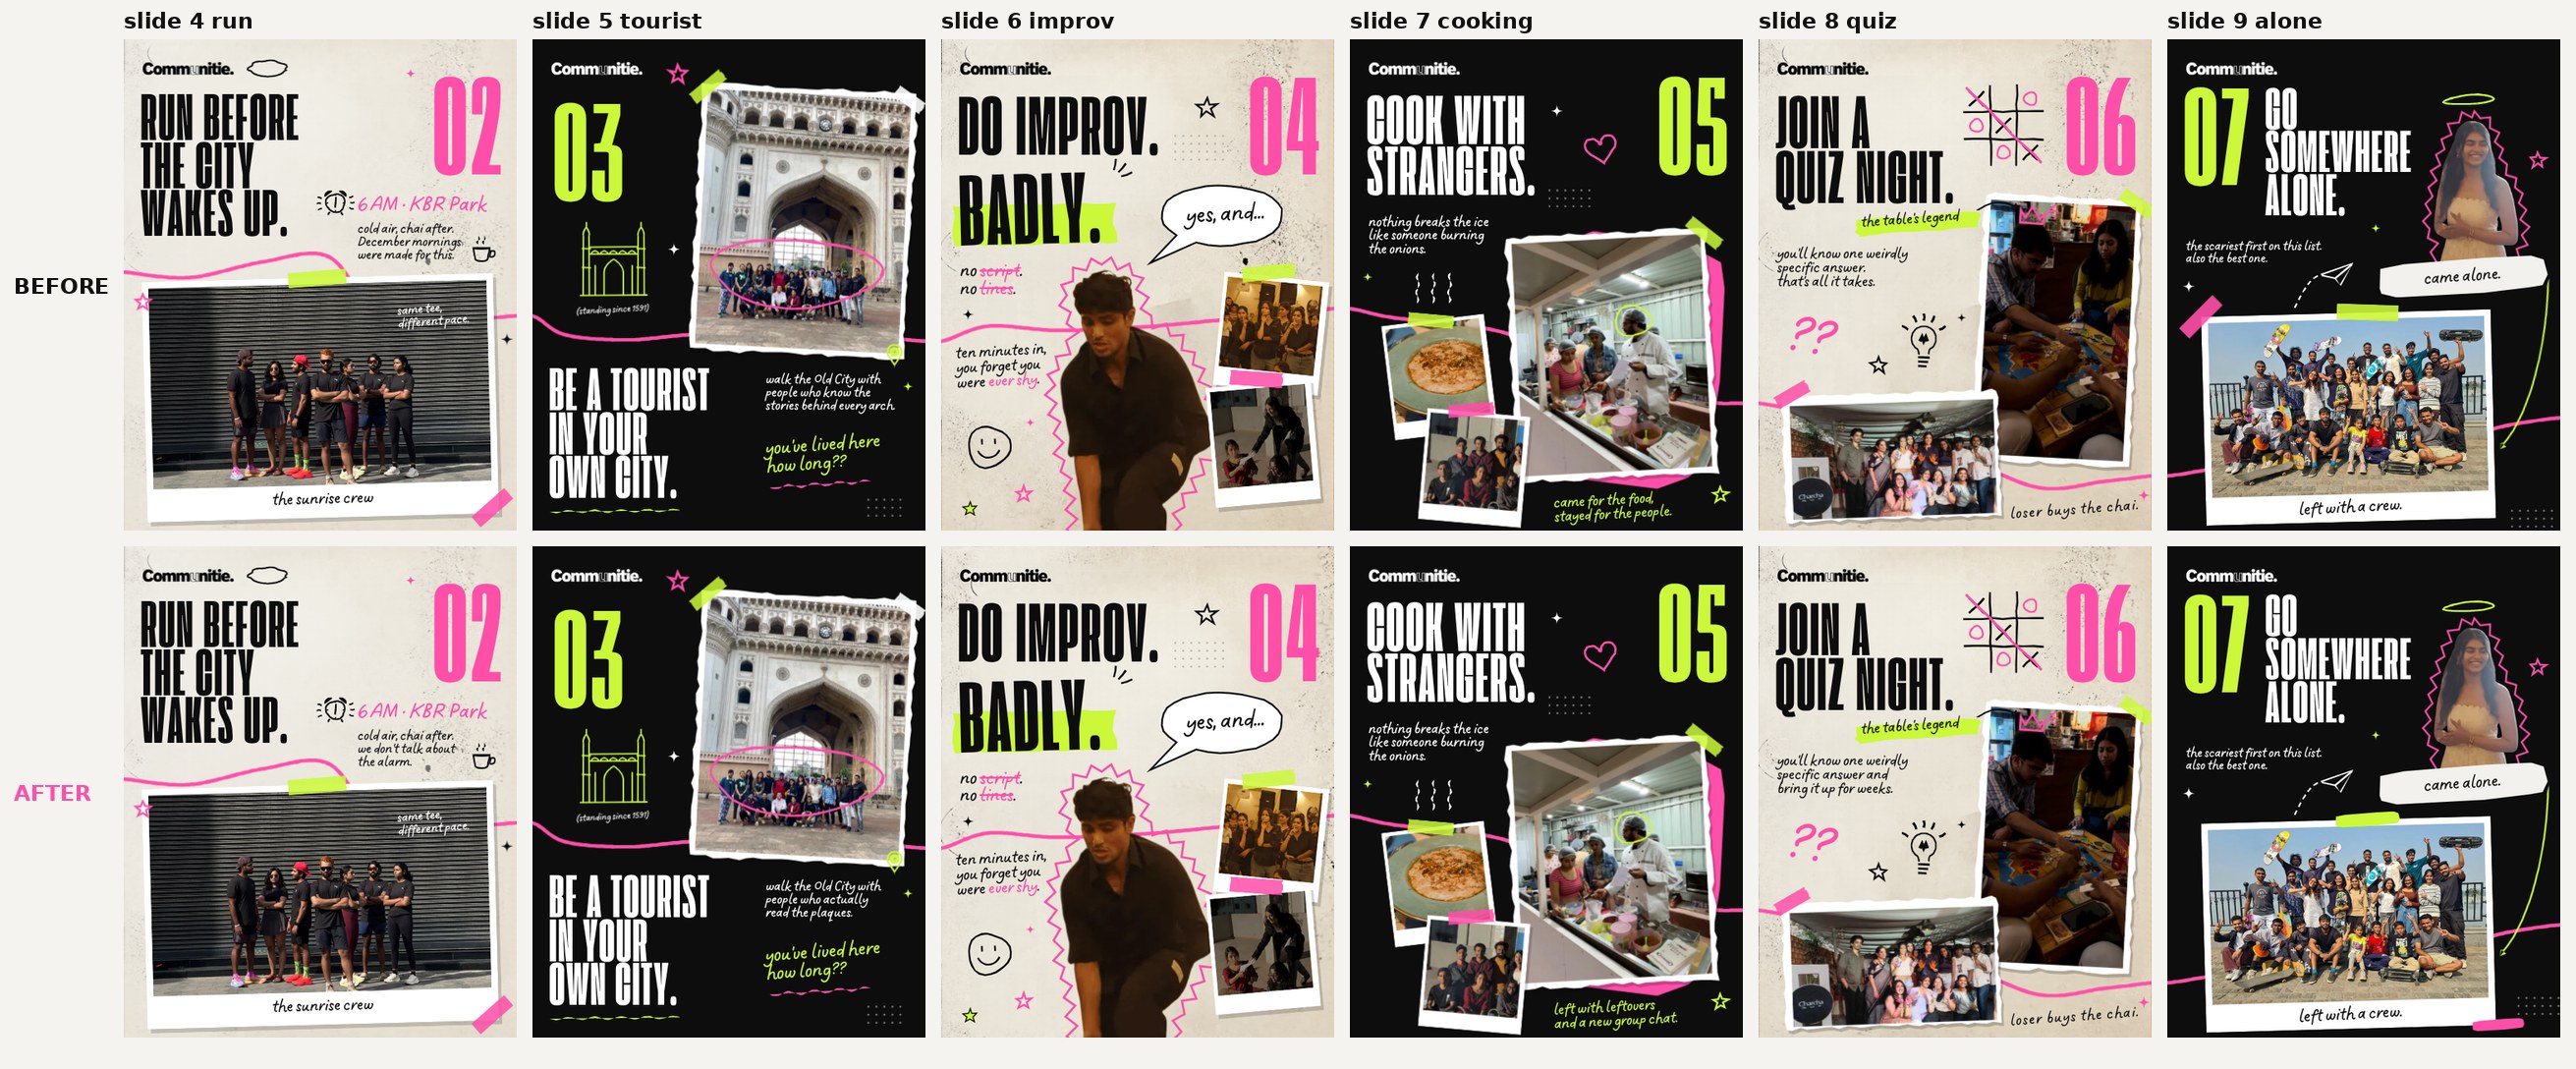 slide 4 run
slide 5 tourist
slide 6 improv
slide 7 cooking
slide 8 quiz
slide 9 alone
BEFORE
Communitie.
RUN BEFORE
THE CITY
WAKES UP.
02
6 AM · KBR Park
cold air, chai after.
December mornings
were made for this.
same tee,
different pace.
the sunrise crew
Communitie.
03
(standing since 1591)
BE A TOURIST
IN YOUR
OWN CITY.
walk the Old City with
people who know the
stories behind every arch.
you've lived here
how long??
Communitie.
04
DO IMPROV.
BADLY.
yes, and...
no script.
no lines.
ten minutes in,
you forget you
were ever shy.
Communitie.
05
COOK WITH
STRANGERS.
nothing breaks the ice
like someone burning
the onions.
came for the food,
stayed for the people.
Communitie.
06
JOIN A
QUIZ NIGHT.
the table's legend
you'll know one weirdly
specific answer.
that's all it takes.
??
Chaecha
loser buys the chai.
Communitie.
07
GO
SOMEWHERE
ALONE.
the scariest first on this list.
also the best one.
came alone.
left with a crew.
AFTER
Communitie.
RUN BEFORE
THE CITY
WAKES UP.
02
6 AM · KBR Park
cold air, chai after.
we don't talk about
the alarm.
same tee,
different pace.
the sunrise crew
Communitie.
03
(standing since 1591)
BE A TOURIST
IN YOUR
OWN CITY.
walk the Old City with
people who actually
read the plaques.
you've lived here
how long??
Communitie.
04
DO IMPROV.
BADLY.
yes, and...
no script.
no lines.
ten minutes in,
you forget you
were ever shy.
Communitie.
05
COOK WITH
STRANGERS.
nothing breaks the ice
like someone burning
the onions.
left with leftovers
and a new group chat.
Communitie.
06
JOIN A
QUIZ NIGHT.
the table's legend
you'll know one weirdly
specific answer and
bring it up for weeks.
??
Chaecha
loser buys the chai.
Communitie.
07
GO
SOMEWHERE
ALONE.
the scariest first on this list.
also the best one.
came alone.
left with a crew.